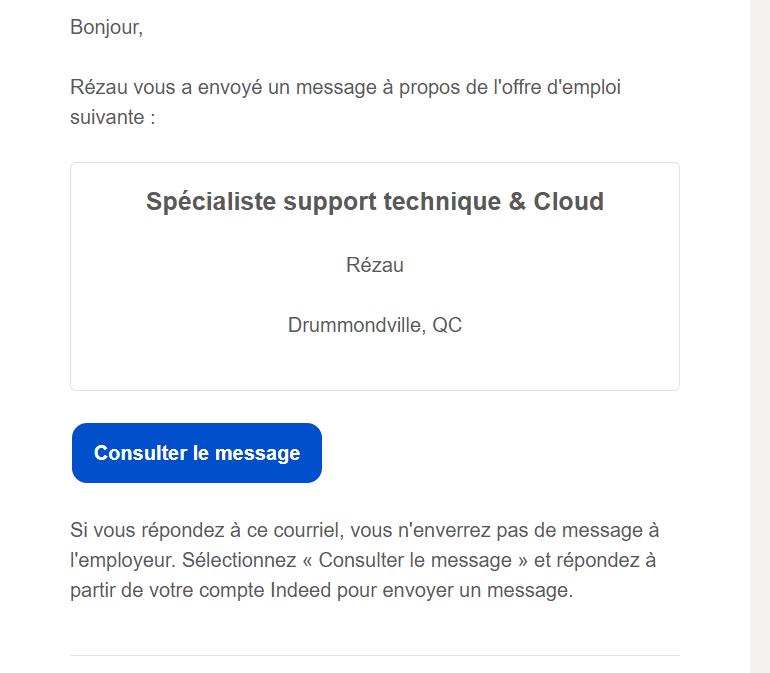 Bonjour,
Rézau vous a envoyé un message à propos de l'offre d'emploi
suivante :
Spécialiste support technique & Cloud
Rézau
Drummondville, QC
Consulter le message
Si vous répondez à ce courriel, vous n'enverrez pas de message à
l'employeur. Sélectionnez « Consulter le message » et répondez à
partir de votre compte Indeed pour envoyer un message.